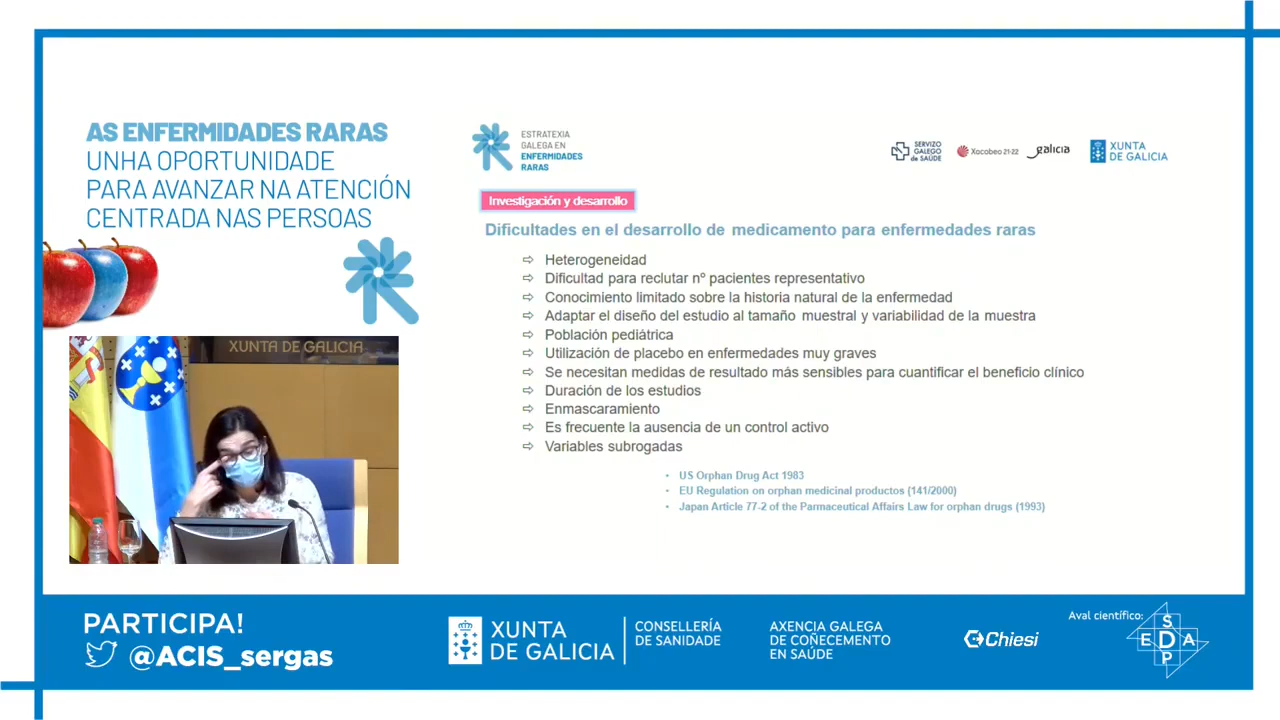 AS ENFERMIDADES RARAS
UNHA OPORTUNIDADE
PARA AVANZAR NA ATENCIÓN
CENTRADA NAS PERSOAS
XUNTA DE GALICIA
ESTRATEXIA
GALEGA EN
ENFERMIDADES
RARAS
SERVIZO
GALEGO
de SAÚDE
Xacobeo 21·22
galicia
XUNTA
DE GALICIA
Investigación y desarrollo
Dificultades en el desarrollo de medicamento para enfermedades raras
⇨ Heterogeneidad
⇨ Dificultad para reclutar nº pacientes representativo
⇨ Conocimiento limitado sobre la historia natural de la enfermedad
⇨ Adaptar el diseño del estudio al tamaño muestral y variabilidad de la muestra
⇨ Población pediátrica
⇨ Utilización de placebo en enfermedades muy graves
⇨ Se necesitan medidas de resultado más sensibles para cuantificar el beneficio clínico
⇨ Duración de los estudios
⇨ Enmascaramiento
⇨ Es frecuente la ausencia de un control activo
⇨ Variables subrogadas
• US Orphan Drug Act 1983
• EU Regulation on orphan medicinal productos (141/2000)
• Japan Article 77-2 of the Parmaceutical Affairs Law for orphan drugs (1993)
PARTICIPA!
@ACIS_sergas
XUNTA
DE GALICIA
CONSELLERÍA
DE SANIDADE
AXENCIA GALEGA
DE COÑECEMENTO
EN SAÚDE
Chiesi
Aval científico:
S
E D A
P